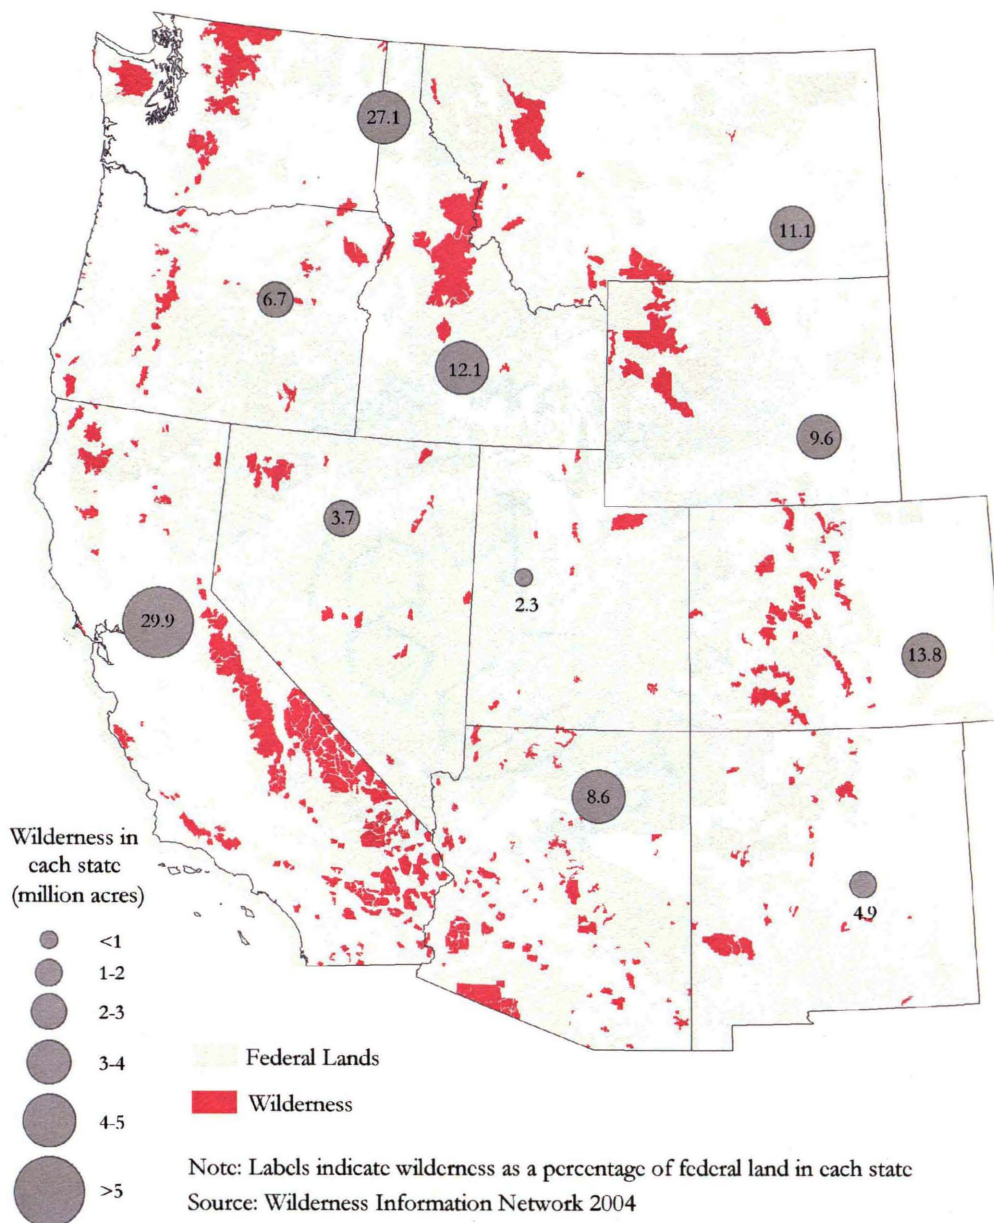 27.1
11.1
6.7
12.1
9.6
3.7
2.3
29.9
13.8
8.6
4.9
Wilderness in
each state
(million acres)
<1
1-2
2-3
3-4
4-5
>5
Federal Lands
Wilderness
Note: Labels indicate wilderness as a percentage of federal land in each state
Source: Wilderness Information Network 2004